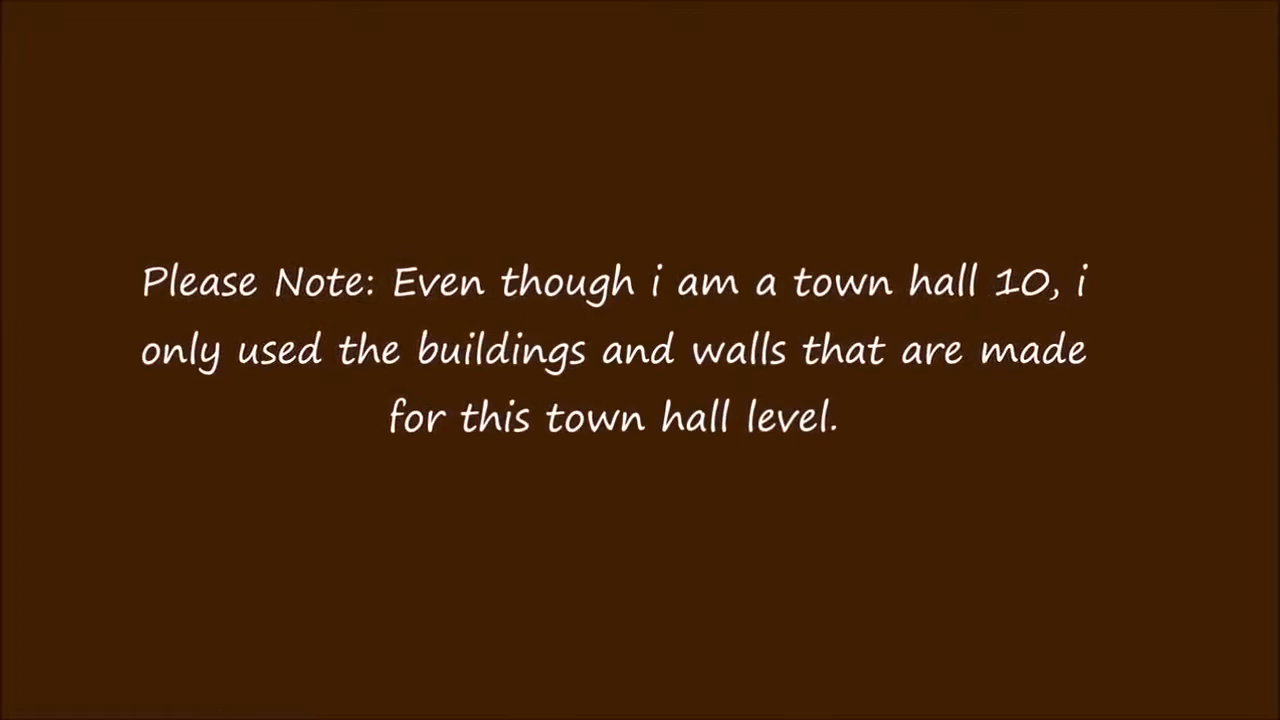 Please Note: Even though i am a town hall 10, i
only used the buildings and walls that are made
for this town hall level.